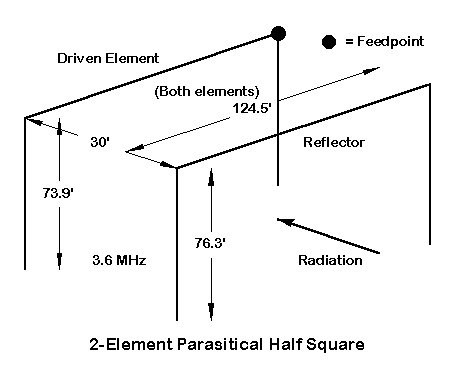 = Feedpoint
Driven Element
(Both elements)
124.5'
30'
Reflector
73.9'
76.3'
3.6 MHz
Radiation
2-Element Parasitical Half Square